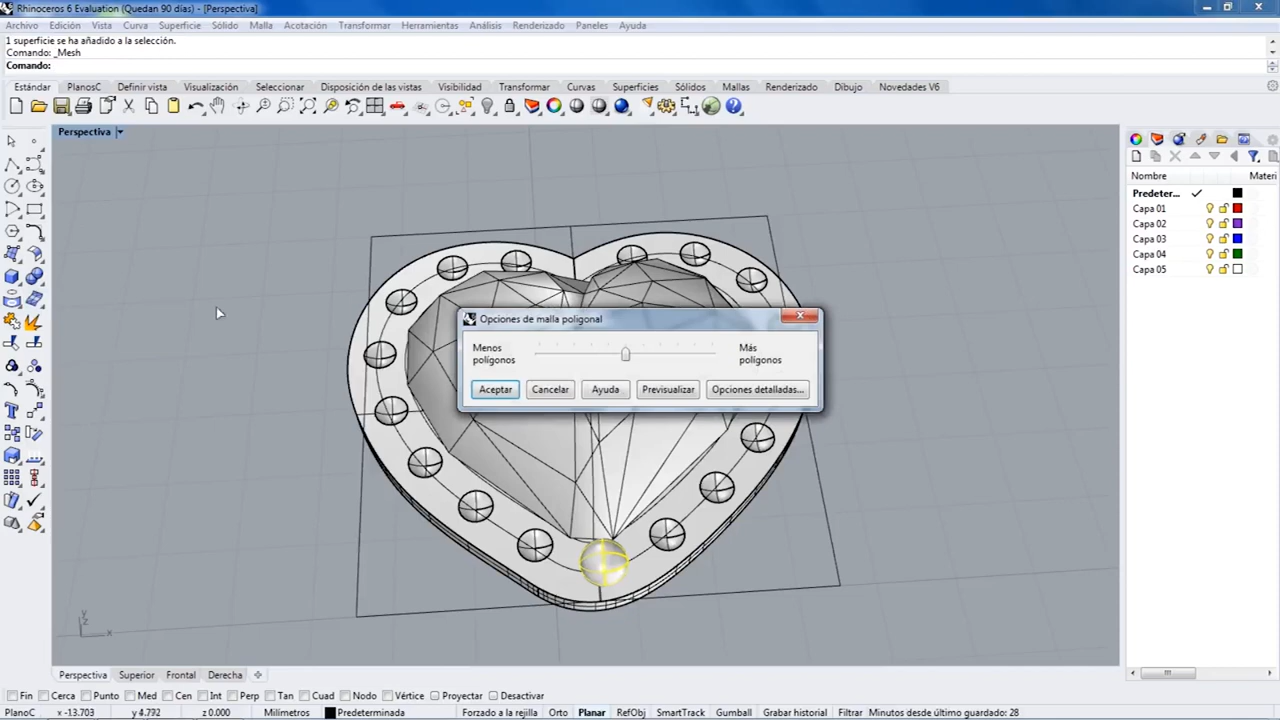 Rhinoceros 6 Evaluation (Quedan 90 días) - [Perspectiva]
Archivo Edición Vista Curva Superficie Sólido Malla Acotación Transformar Herramientas Análisis Renderizado Paneles Ayuda
1 superficie se ha añadido a la selección.
Comando: _Mesh
Comando:
Estándar PlanosC Definir vista Visualización Seleccionar Disposición de las vistas Visibilidad Transformar Curvas Superficies Sólidos Mallas Renderizado Dibujo Novedades V6
Perspectiva
Nombre Materi
Predeter...
Capa 01
Capa 02
Capa 03
Capa 04
Capa 05
Opciones de malla poligonal
Menos polígonos
Más polígonos
Aceptar Cancelar Ayuda Previsualizar Opciones detalladas...
y
z
x
Perspectiva Superior Frontal Derecha
Fin Cerca Punto Med Cen Int Perp Tan Cuad Nodo Vértice Proyectar Desactivar
PlanoC x -13.703 y 4.792 z 0.000 Milímetros Predeterminada Forzado a la rejilla Orto Planar RefObj SmartTrack Gumball Grabar historial Filtrar Minutos desde último guardado: 28